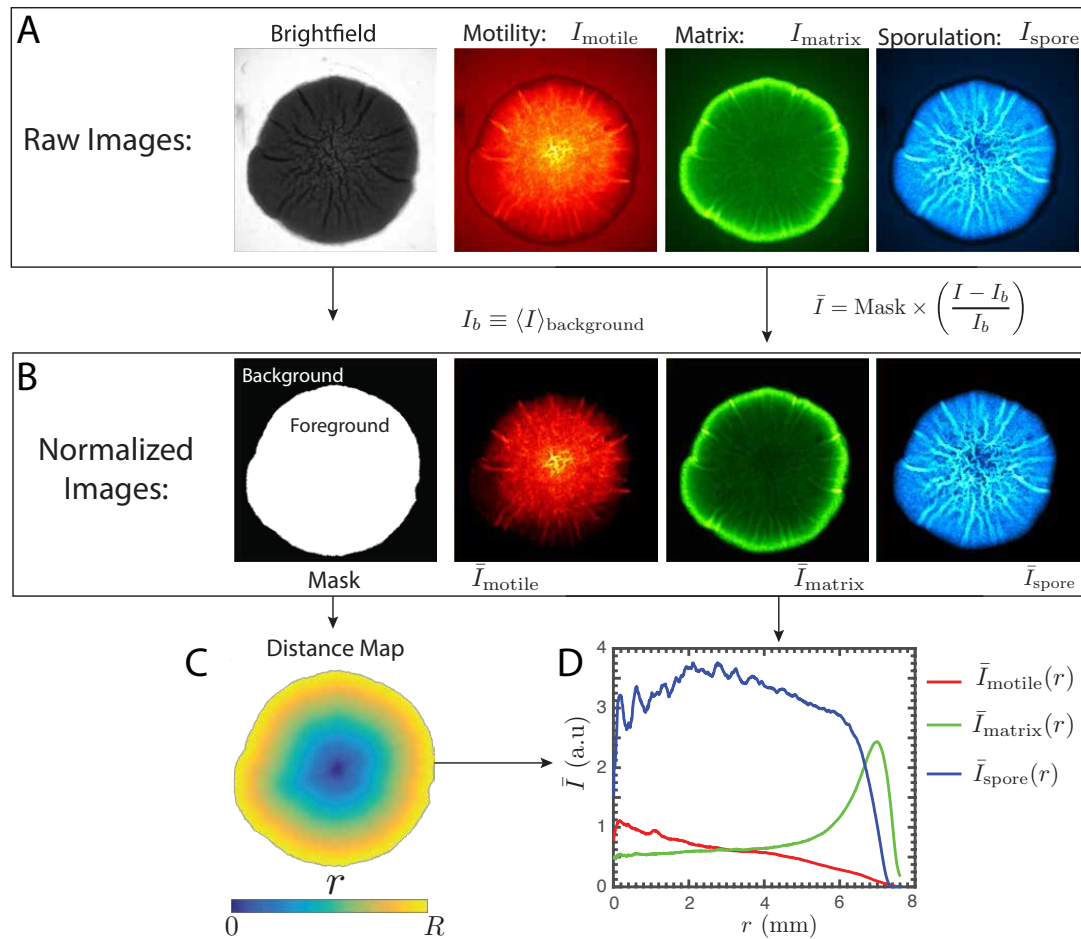 A
Brightfield
Motility: I_motile
Matrix: I_matrix
Sporulation: I_spore
Raw Images:
I_b ≡ ⟨I⟩_background
Ī = Mask × ( (I − I_b) / I_b )
B
Background
Foreground
Normalized
Images:
Mask
Ī_motile
Ī_matrix
Ī_spore
C
Distance Map
r
0 R
D
4
3
2
1
0
0 2 4 6 8
Ī (a.u)
r (mm)
Ī_motile(r)
Ī_matrix(r)
Ī_spore(r)